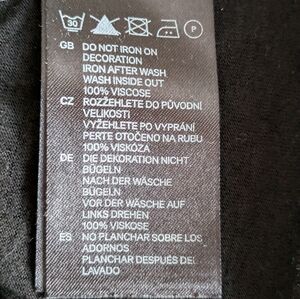 30 P
GB DO NOT IRON ON
DECORATION
IRON AFTER WASH
WASH INSIDE OUT
100% VISCOSE
CZ ROZŽEHLETE DO PŮVODNÍ
VELIKOSTI
VYŽEHLETE PO VYPRÁNÍ
PERTE OTOČENÉ NA RUBU
100% VISKÓZA
DE DIE DEKORATION NICHT
BÜGELN
NACH DER WÄSCHE
BÜGELN
VOR DER WÄSCHE AUF
LINKS DREHEN
100% VISKOSE
ES NO PLANCHAR SOBRE LOS
ADORNOS
PLANCHAR DESPUÉS DEL
LAVADO